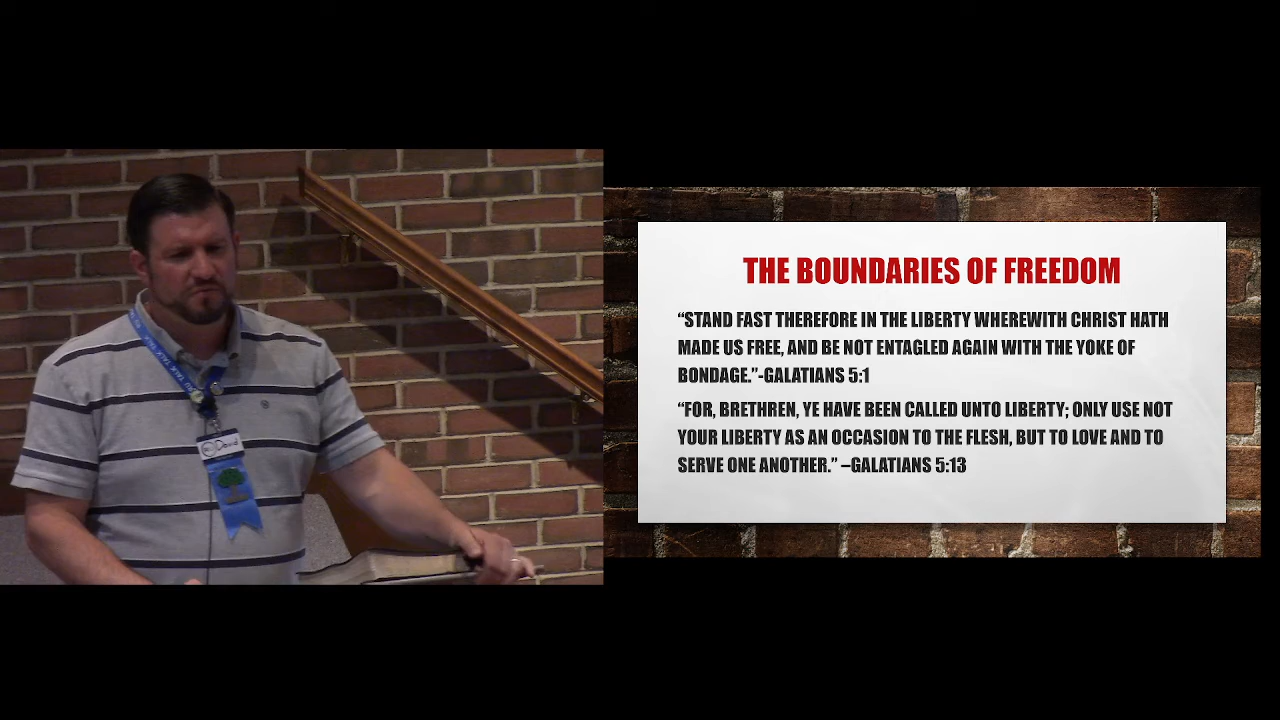 David
THE BOUNDARIES OF FREEDOM
“STAND FAST THEREFORE IN THE LIBERTY WHEREWITH CHRIST HATH
MADE US FREE, AND BE NOT ENTAGLED AGAIN WITH THE YOKE OF
BONDAGE.”-GALATIANS 5:1
“FOR, BRETHREN, YE HAVE BEEN CALLED UNTO LIBERTY; ONLY USE NOT
YOUR LIBERTY AS AN OCCASION TO THE FLESH, BUT TO LOVE AND TO
SERVE ONE ANOTHER.” –GALATIANS 5:13